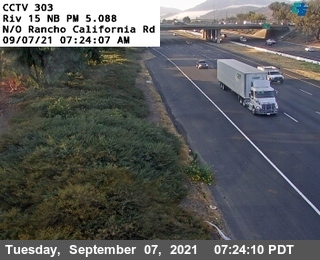 CCTV 303
Riv 15 NB PM 5.088
N/O Rancho California Rd
09/07/21 07:24:07 AM
Tuesday, September 07, 2021 07:24:10 PDT